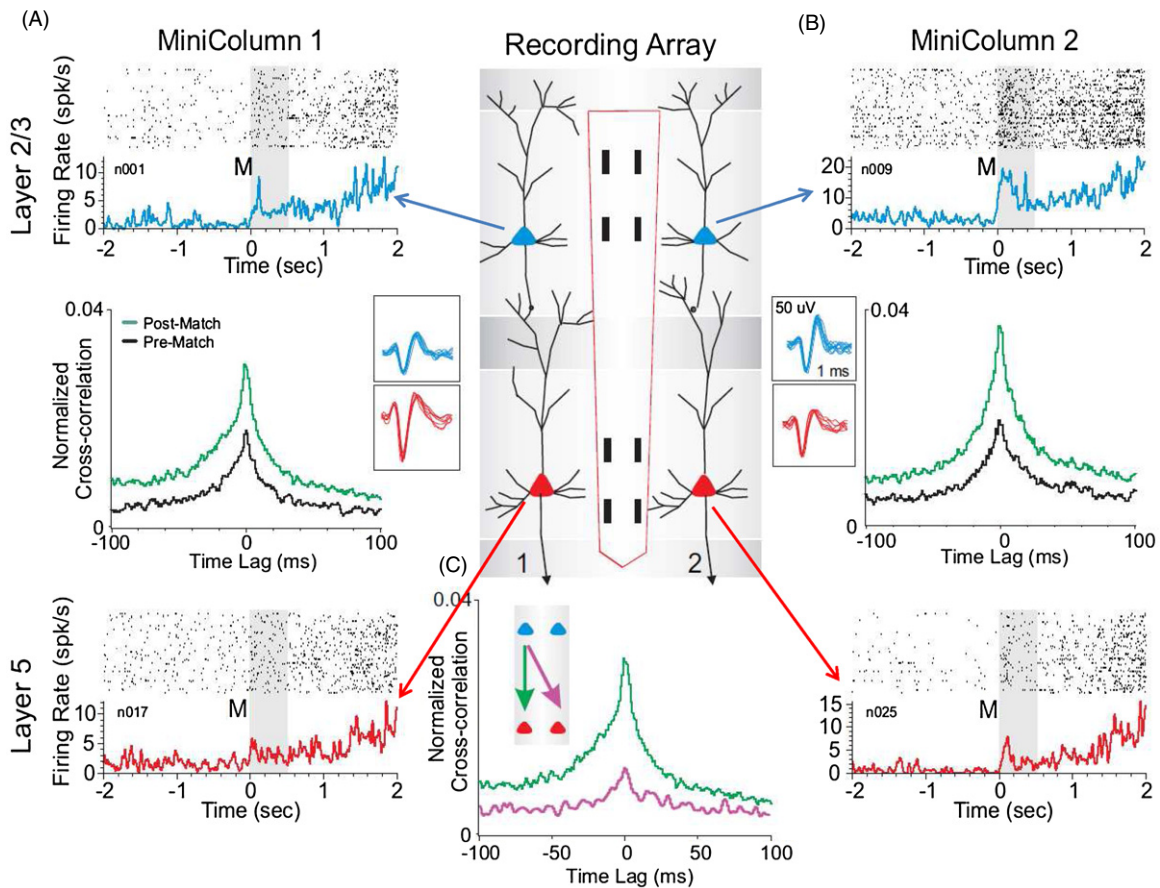 (A)
MiniColumn 1
Recording Array
(B)
MiniColumn 2
Layer 2/3
Firing Rate (spk/s)
10
5
0
n001
M
-2
-1
0
1
2
Time (sec)
20
10
0
n009
M
-2
-1
0
1
2
Time (sec)
0.04
Post-Match
Pre-Match
Normalized
Cross-correlation
0
-100
0
100
Time Lag (ms)
50 uV
1 ms
0.04
0
-100
0
100
Time Lag (ms)
1
2
Layer 5
Firing Rate (spk/s)
10
5
0
n017
M
-2
-1
0
1
2
Time (sec)
(C)
0.04
Normalized
Cross-correlation
0
-100
-50
0
50
100
Time Lag (ms)
15
10
5
0
n025
M
-2
-1
0
1
2
Time (sec)